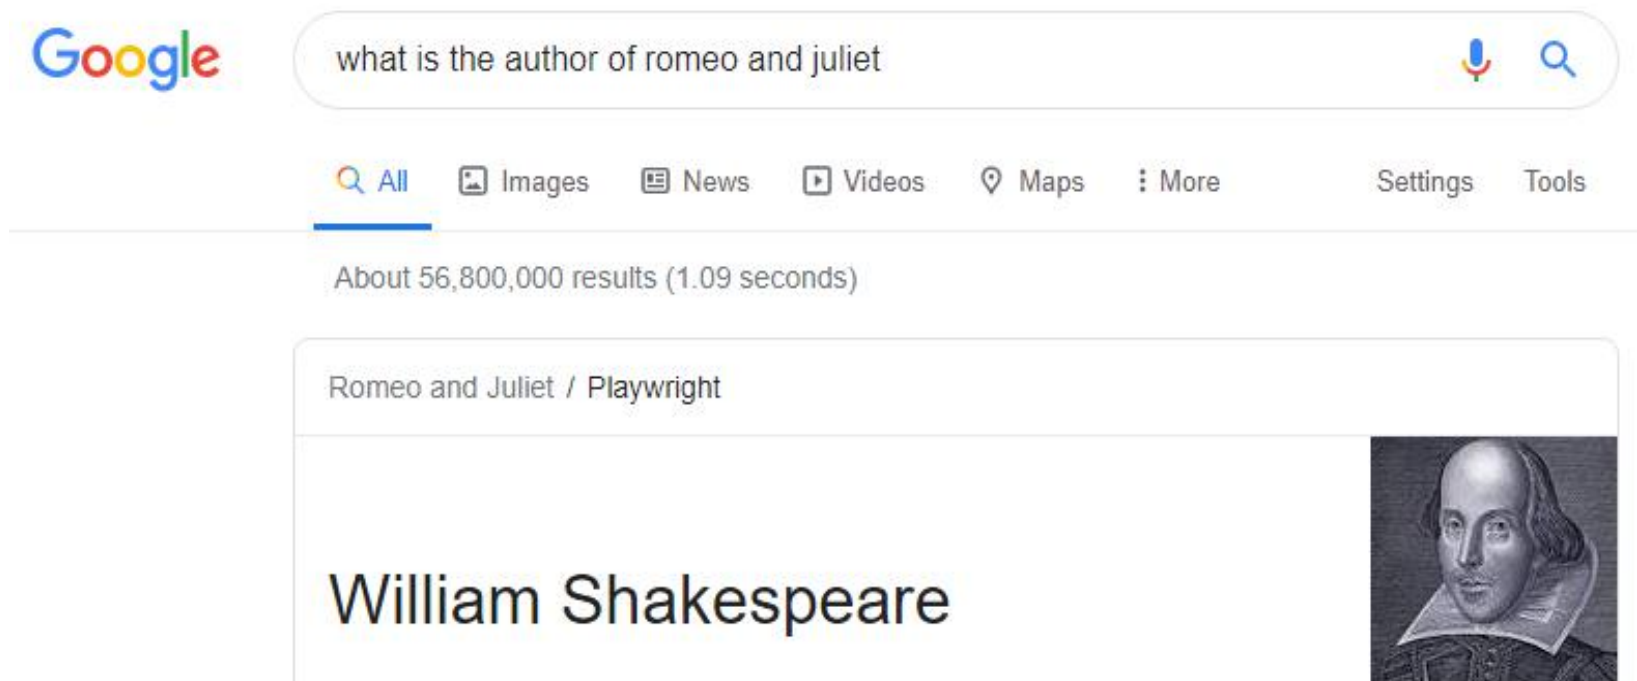 Google what is the author of romeo and juliet
All Images News Videos Maps More Settings Tools
About 56,800,000 results (1.09 seconds)
Romeo and Juliet / Playwright
William Shakespeare